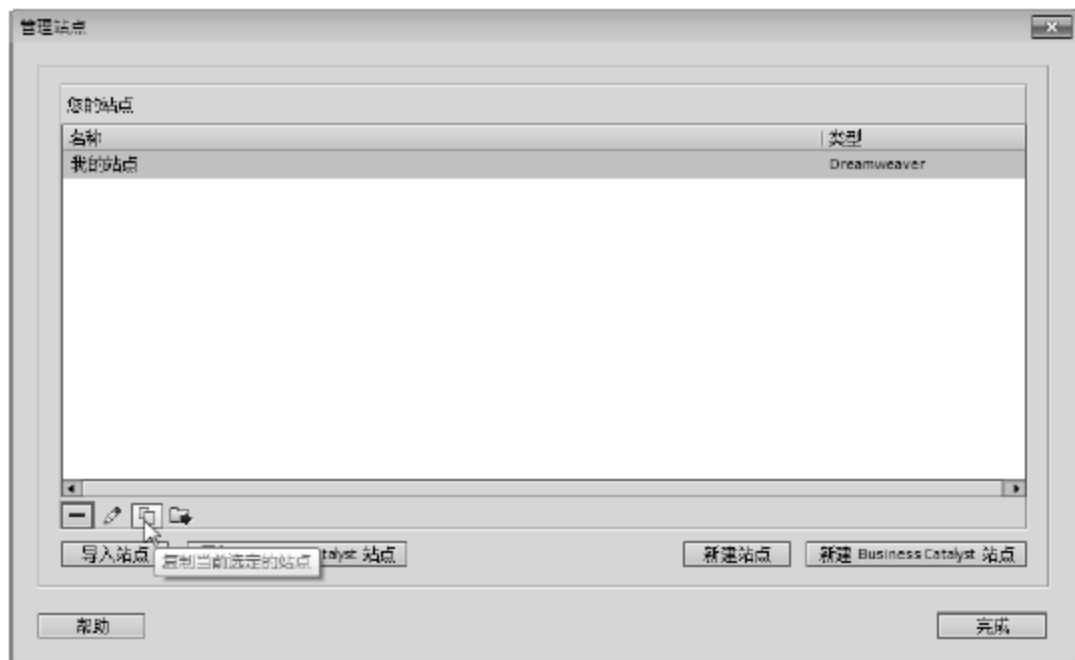 管理站点
您的站点
名称 类型
我的站点 Dreamweaver
导入站点 talyst 站点 新建站点 新建 Business Catalyst 站点
复制当前选定的站点
帮助 完成